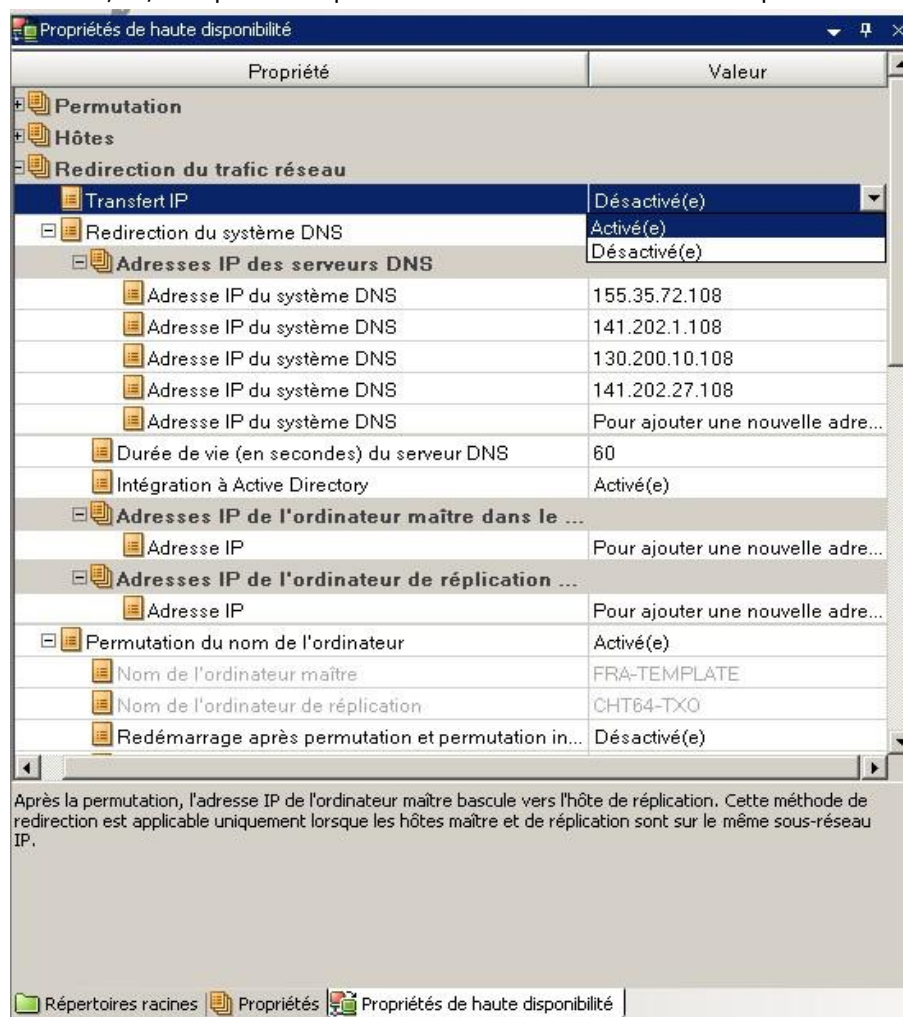 Propriétés de haute disponibilité
Propriété Valeur
Permutation
Hôtes
Redirection du trafic réseau
Transfert IP Désactivé(e)
Activé(e)
Désactivé(e)
Redirection du système DNS
Adresses IP des serveurs DNS
Adresse IP du système DNS 155.35.72.108
Adresse IP du système DNS 141.202.1.108
Adresse IP du système DNS 130.200.10.108
Adresse IP du système DNS 141.202.27.108
Adresse IP du système DNS Pour ajouter une nouvelle adre...
Durée de vie (en secondes) du serveur DNS 60
Intégration à Active Directory Activé(e)
Adresses IP de l'ordinateur maître dans le ...
Adresse IP Pour ajouter une nouvelle adre...
Adresses IP de l'ordinateur de réplication ...
Adresse IP Pour ajouter une nouvelle adre...
Permutation du nom de l'ordinateur Activé(e)
Nom de l'ordinateur maître FRA-TEMPLATE
Nom de l'ordinateur de réplication CHT64-TXO
Redémarrage après permutation et permutation in... Désactivé(e)
Après la permutation, l'adresse IP de l'ordinateur maître bascule vers l'hôte de réplication. Cette méthode de
redirection est applicable uniquement lorsque les hôtes maître et de réplication sont sur le même sous-réseau
IP.
Répertoires racines Propriétés Propriétés de haute disponibilité